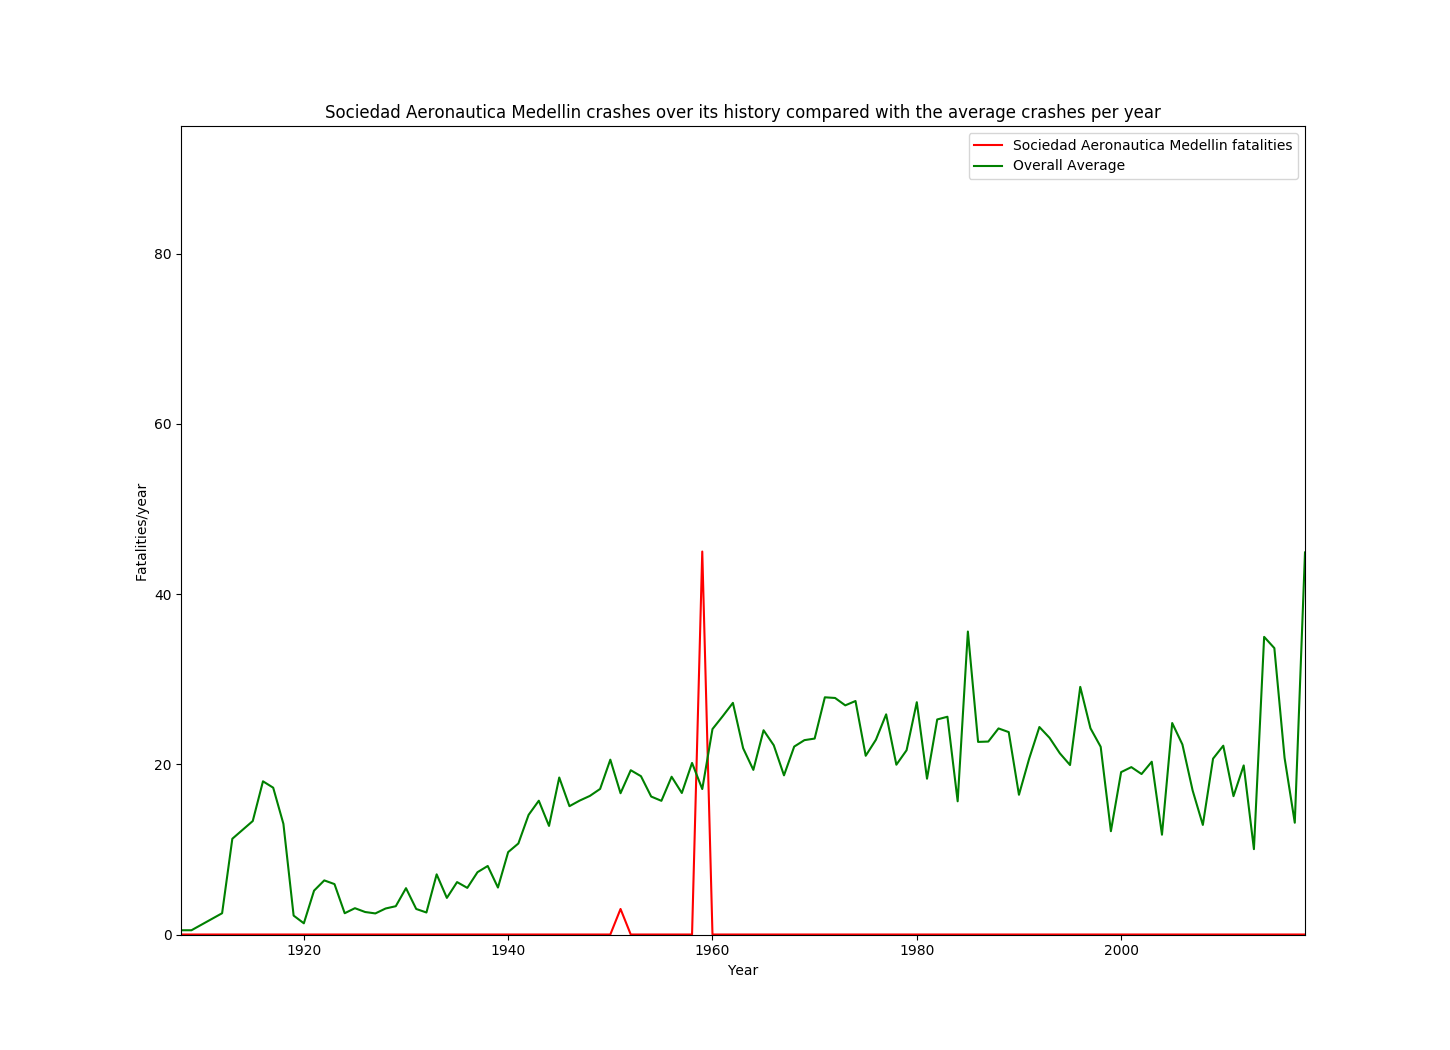 Sociedad Aeronautica Medellin crashes over its history compared with the average crashes per year
Sociedad Aeronautica Medellin fatalities
Overall Average
80
60
40
20
0
Fatalities/year
1920 1940 1960 1980 2000
Year